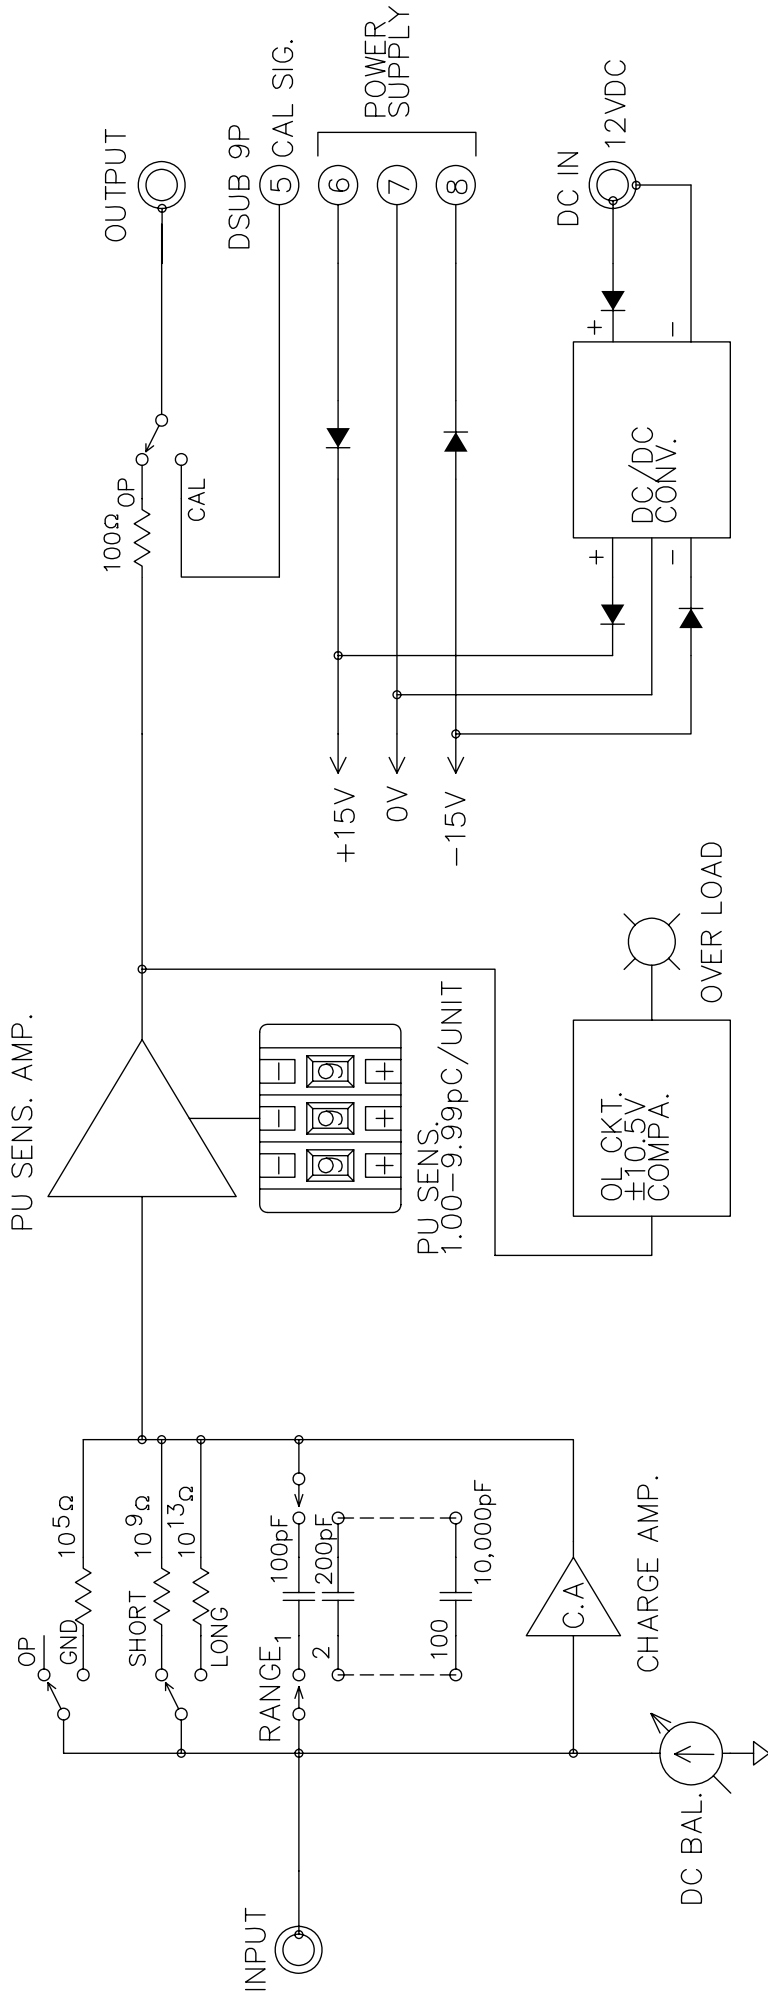 INPUT
OP
GND
10⁵Ω
SHORT
10⁹Ω
10¹³Ω
LONG
RANGE
1
100pF
2
200pF
100
10,000pF
C.A
CHARGE AMP.
DC BAL.
PU SENS. AMP.
− − −
9 9 9
+ + +
PU SENS.
1.00−9.99pC/UNIT
OL CKT.
±10.5V
COMPA.
OVER LOAD
100Ω
OP
CAL
OUTPUT
DSUB 9P
5
CAL SIG.
6
7
8
POWER
SUPPLY
+15V
0V
−15V
+
−
DC/DC
CONV.
+
−
DC IN
12VDC